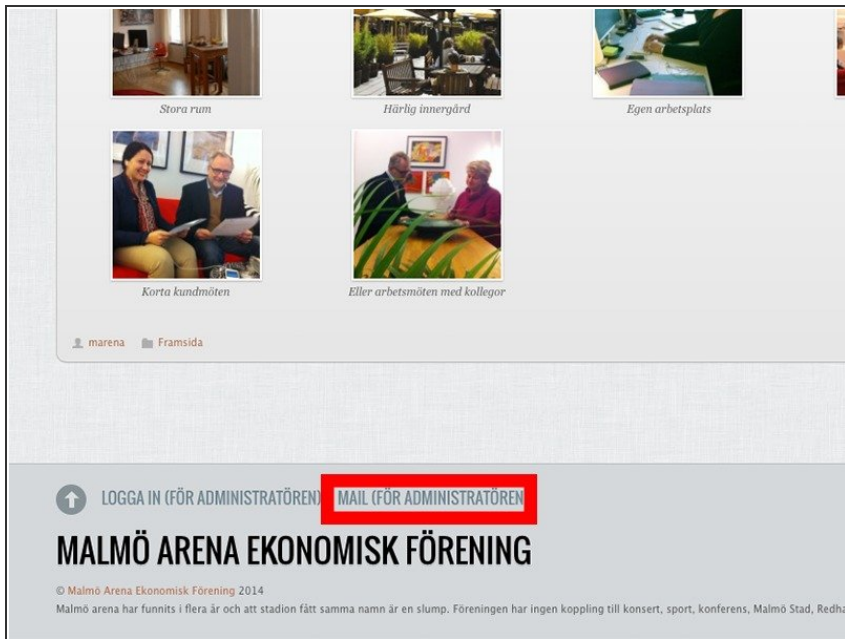 Stora rum
Härlig innergård
Egen arbetsplats
Korta kundmöten
Eller arbetsmöten med kollegor
marena Framsida
LOGGA IN (FÖR ADMINISTRATÖREN) MAIL (FÖR ADMINISTRATÖREN
MALMÖ ARENA EKONOMISK FÖRENING
© Malmö Arena Ekonomisk Förening 2014
Malmö arena har funnits i flera år och att stadion fått samma namn är en slump. Föreningen har ingen koppling till konsert, sport, konferens, Malmö Stad, Redha